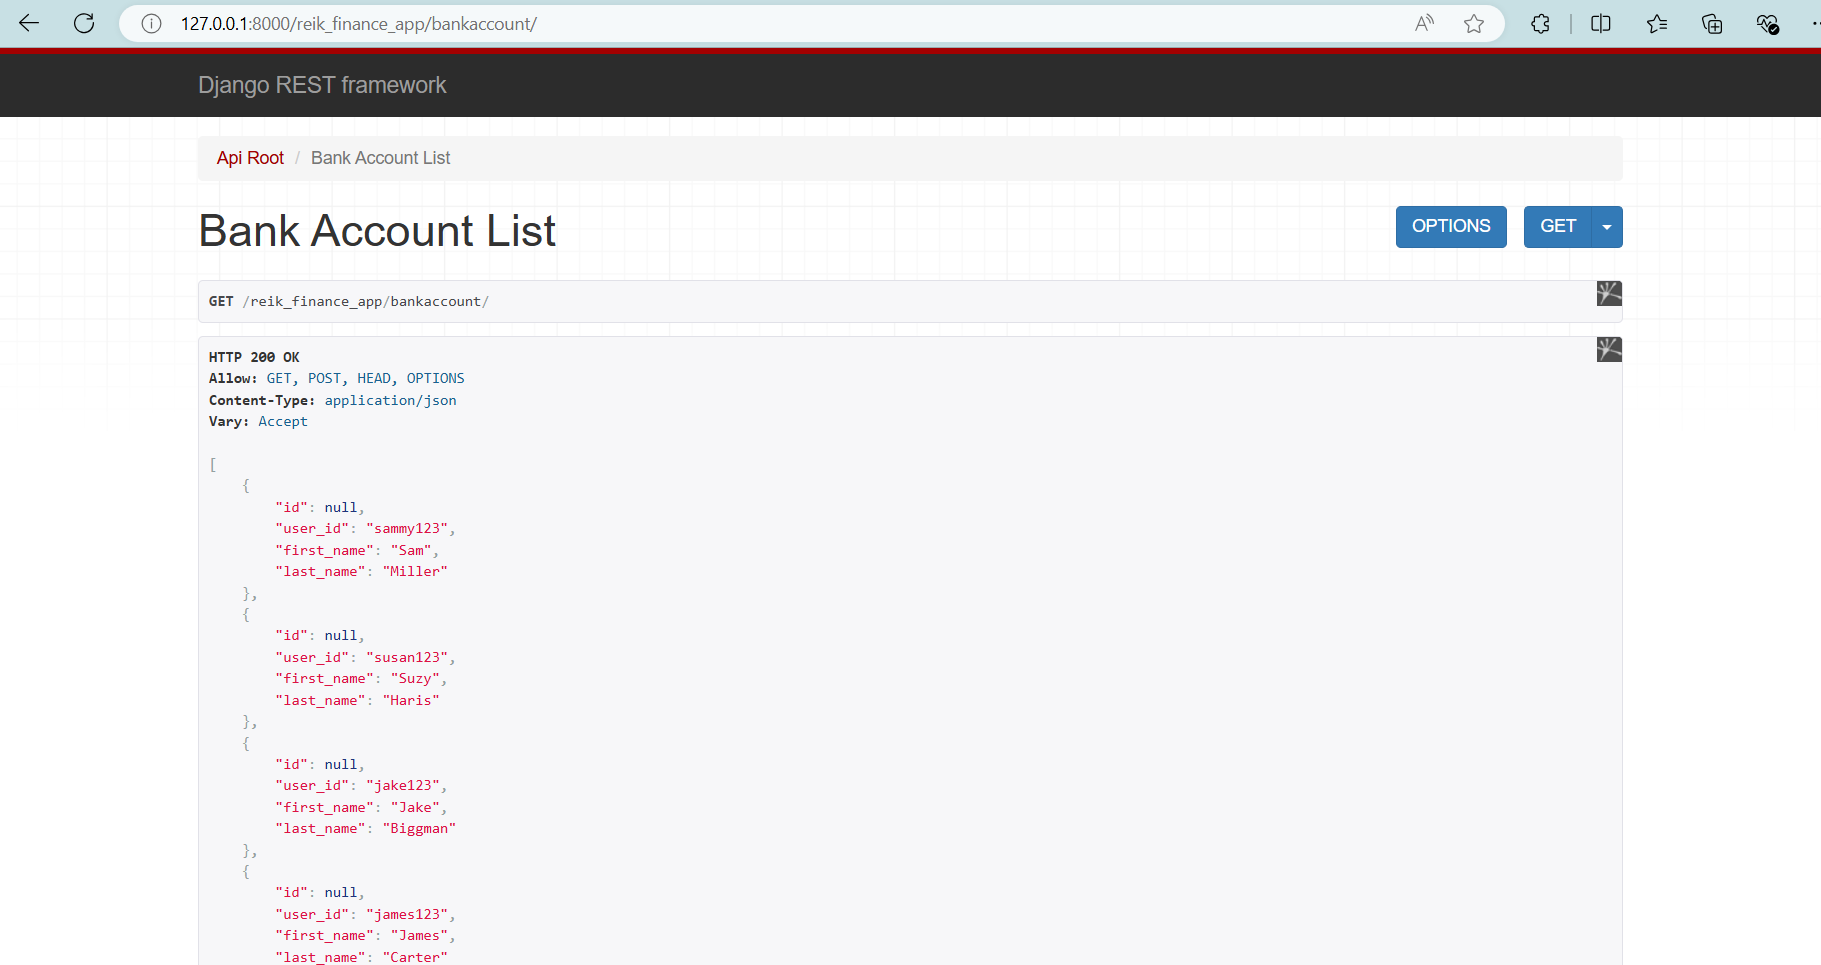 127.0.0.1:8000/reik_finance_app/bankaccount/
Django REST framework
Api Root / Bank Account List
Bank Account List
OPTIONS
GET
GET /reik_finance_app/bankaccount/
HTTP 200 OK
Allow: GET, POST, HEAD, OPTIONS
Content-Type: application/json
Vary: Accept
[
{
"id": null,
"user_id": "sammy123",
"first_name": "Sam",
"last_name": "Miller"
},
{
"id": null,
"user_id": "susan123",
"first_name": "Suzy",
"last_name": "Haris"
},
{
"id": null,
"user_id": "jake123",
"first_name": "Jake",
"last_name": "Biggman"
},
{
"id": null,
"user_id": "james123",
"first_name": "James",
"last_name": "Carter"